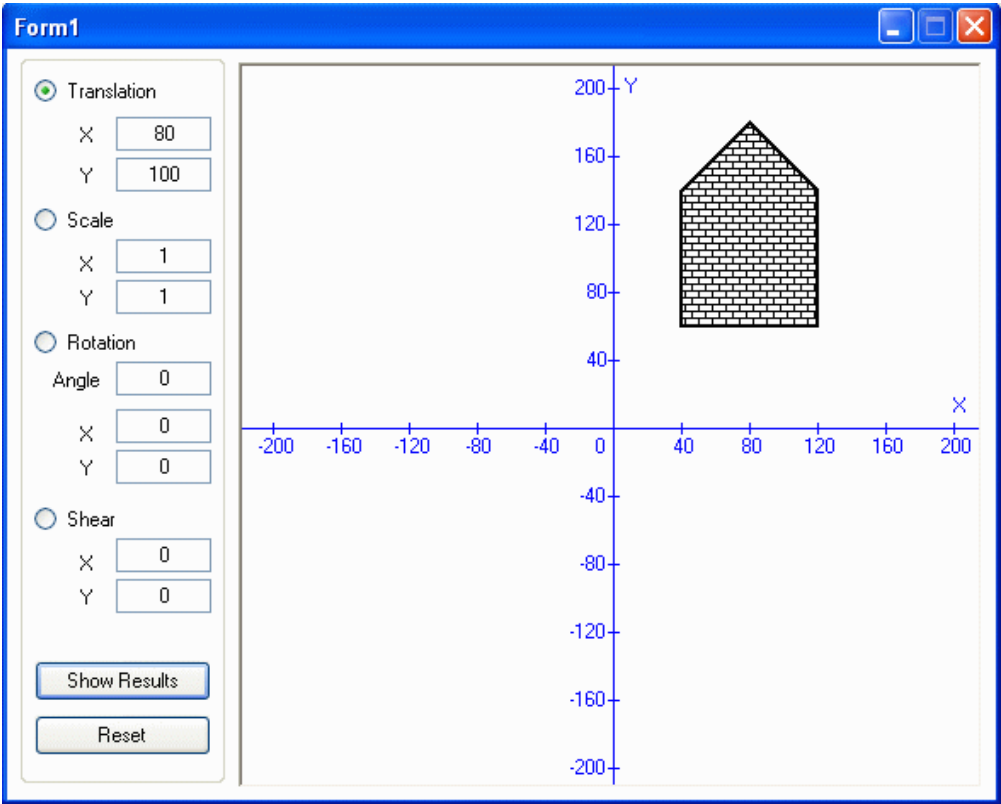 Form1
Translation
X 80
Y 100
Scale
X 1
Y 1
Rotation
Angle 0
X 0
Y 0
Shear
X 0
Y 0
Show Results
Reset
200 Y
160
120
80
40
X
-200 -160 -120 -80 -40 0 40 80 120 160 200
-40
-80
-120
-160
-200